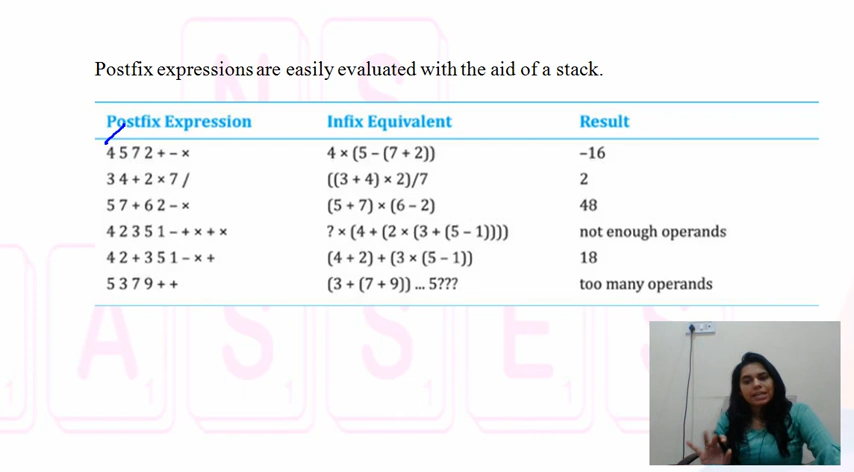 Postfix expressions are easily evaluated with the aid of a stack.
Postfix Expression Infix Equivalent Result
4 5 7 2 + – × 4 × (5 – (7 + 2)) –16
3 4 + 2 × 7 / ((3 + 4) × 2)/7 2
5 7 + 6 2 – × (5 + 7) × (6 – 2) 48
4 2 3 5 1 – + × + × ? × (4 + (2 × (3 + (5 – 1)))) not enough operands
4 2 + 3 5 1 – × + (4 + 2) + (3 × (5 – 1)) 18
5 3 7 9 + + (3 + (7 + 9)) ... 5??? too many operands
N S
A S S E S